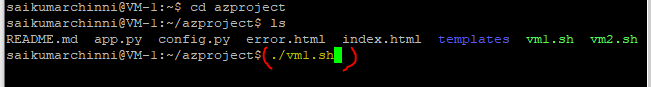 saikumarchinni@VM-1:~$ cd azproject
saikumarchinni@VM-1:~/azproject$ ls
README.md app.py config.py error.html index.html templates vm1.sh vm2.sh
saikumarchinni@VM-1:~/azproject$ ./vm1.sh